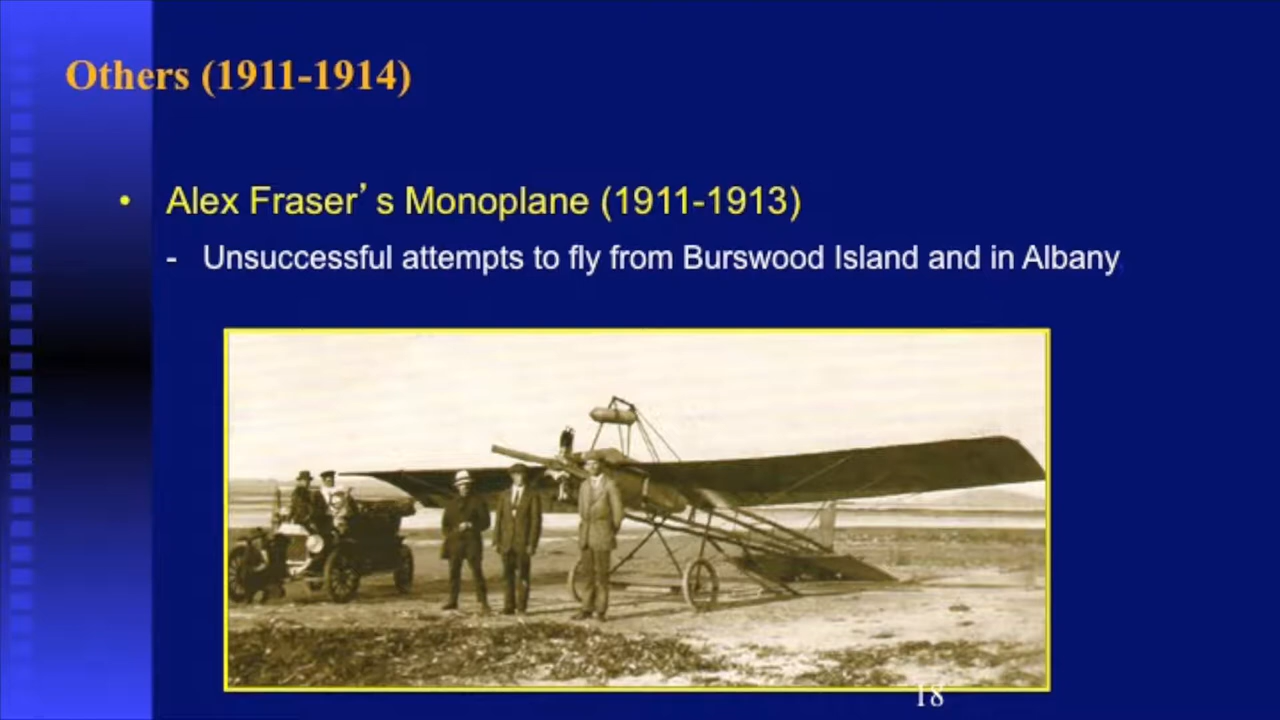 Others (1911-1914)
• Alex Fraser’s Monoplane (1911-1913)
- Unsuccessful attempts to fly from Burswood Island and in Albany
18